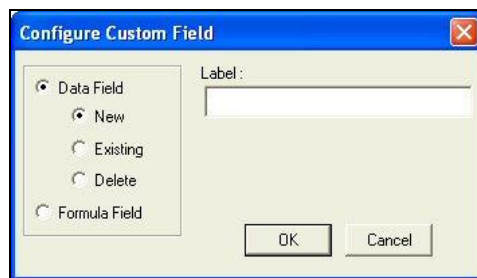 Configure Custom Field
Data Field
New
Existing
Delete
Formula Field
Label :
OK
Cancel